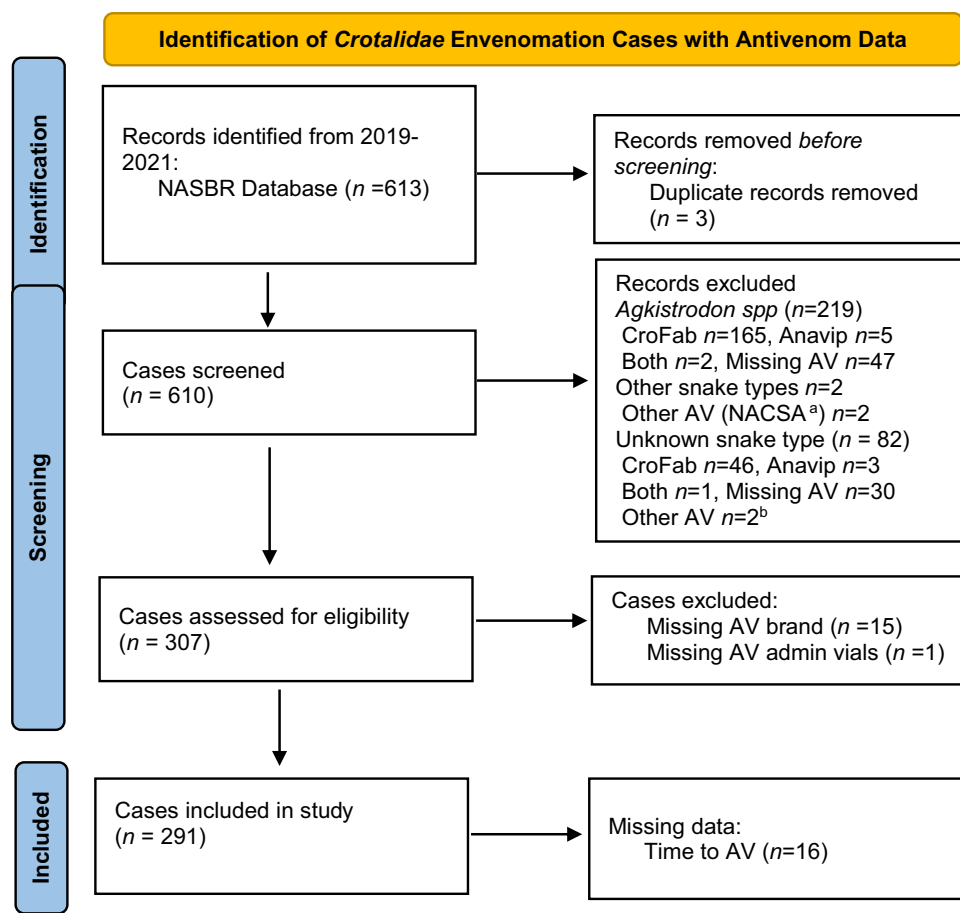 Identification of Crotalidae Envenomation Cases with Antivenom Data
Identification
Records identified from 2019-
2021:
NASBR Database (n =613)
Records removed before
screening:
Duplicate records removed
(n = 3)
Screening
Cases screened
(n = 610)
Records excluded
Agkistrodon spp (n=219)
CroFab n=165, Anavip n=5
Both n=2, Missing AV n=47
Other snake types n=2
Other AV (NACSA a) n=2
Unknown snake type (n = 82)
CroFab n=46, Anavip n=3
Both n=1, Missing AV n=30
Other AV n=2b
Cases assessed for eligibility
(n = 307)
Cases excluded:
Missing AV brand (n =15)
Missing AV admin vials (n =1)
Included
Cases included in study
(n = 291)
Missing data:
Time to AV (n=16)